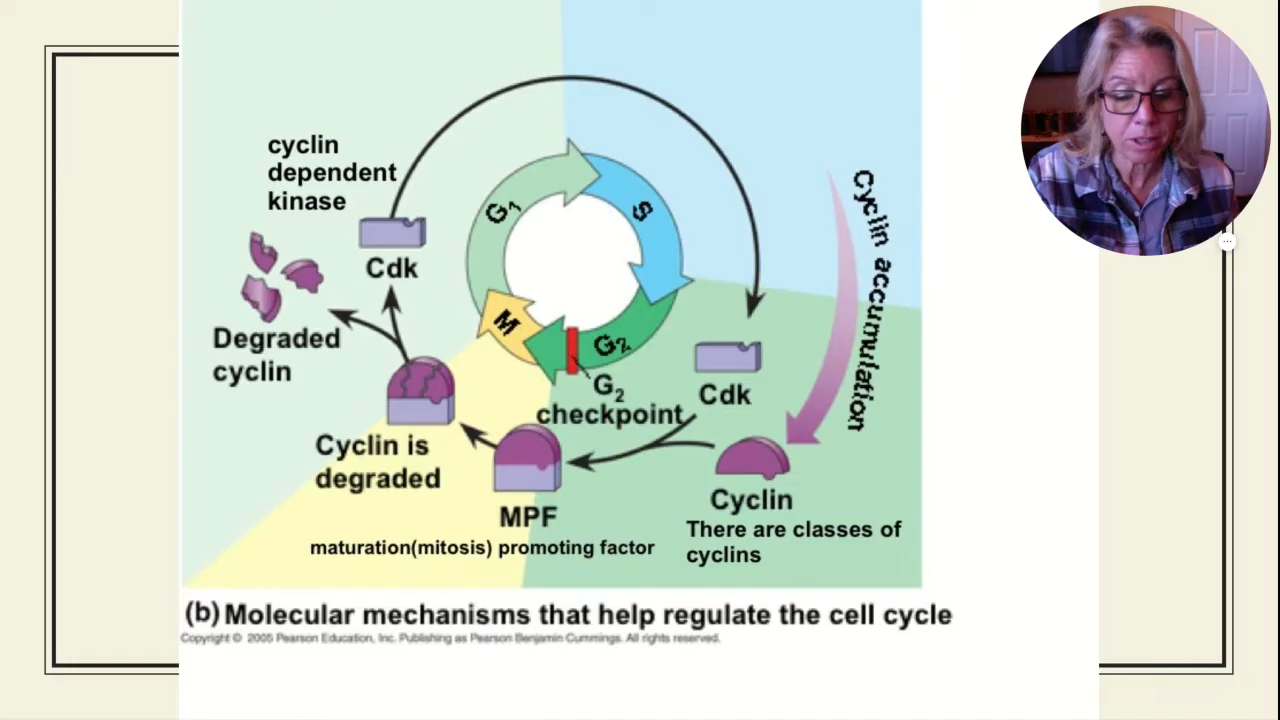 cyclin
dependent
kinase
Cdk
Degraded
cyclin
G1
S
M
G2
G2
checkpoint
Cdk
Cyclin accumulation
Cyclin is
degraded
MPF
maturation(mitosis) promoting factor
Cyclin
There are classes of
cyclins
(b) Molecular mechanisms that help regulate the cell cycle
Copyright © 2005 Pearson Education, Inc. Publishing as Pearson Benjamin Cummings. All rights reserved.